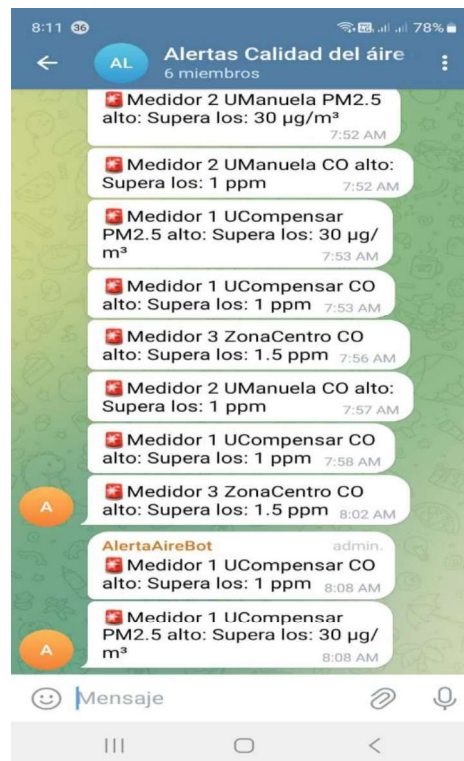 8:11 36 78%
AL Alertas Calidad del áire
6 miembros
Medidor 2 UManuela PM2.5
alto: Supera los: 30 µg/m³
7:52 AM
Medidor 2 UManuela CO alto:
Supera los: 1 ppm 7:52 AM
Medidor 1 UCompensar
PM2.5 alto: Supera los: 30 µg/
m³ 7:53 AM
Medidor 1 UCompensar CO
alto: Supera los: 1 ppm 7:53 AM
Medidor 3 ZonaCentro CO
alto: Supera los: 1.5 ppm 7:56 AM
Medidor 2 UManuela CO alto:
Supera los: 1 ppm 7:57 AM
Medidor 1 UCompensar CO
alto: Supera los: 1 ppm 7:58 AM
Medidor 3 ZonaCentro CO
A alto: Supera los: 1.5 ppm 8:02 AM
AlertaAireBot admin.
Medidor 1 UCompensar CO
alto: Supera los: 1 ppm 8:08 AM
Medidor 1 UCompensar
PM2.5 alto: Supera los: 30 µg/
A m³ 8:08 AM
Mensaje